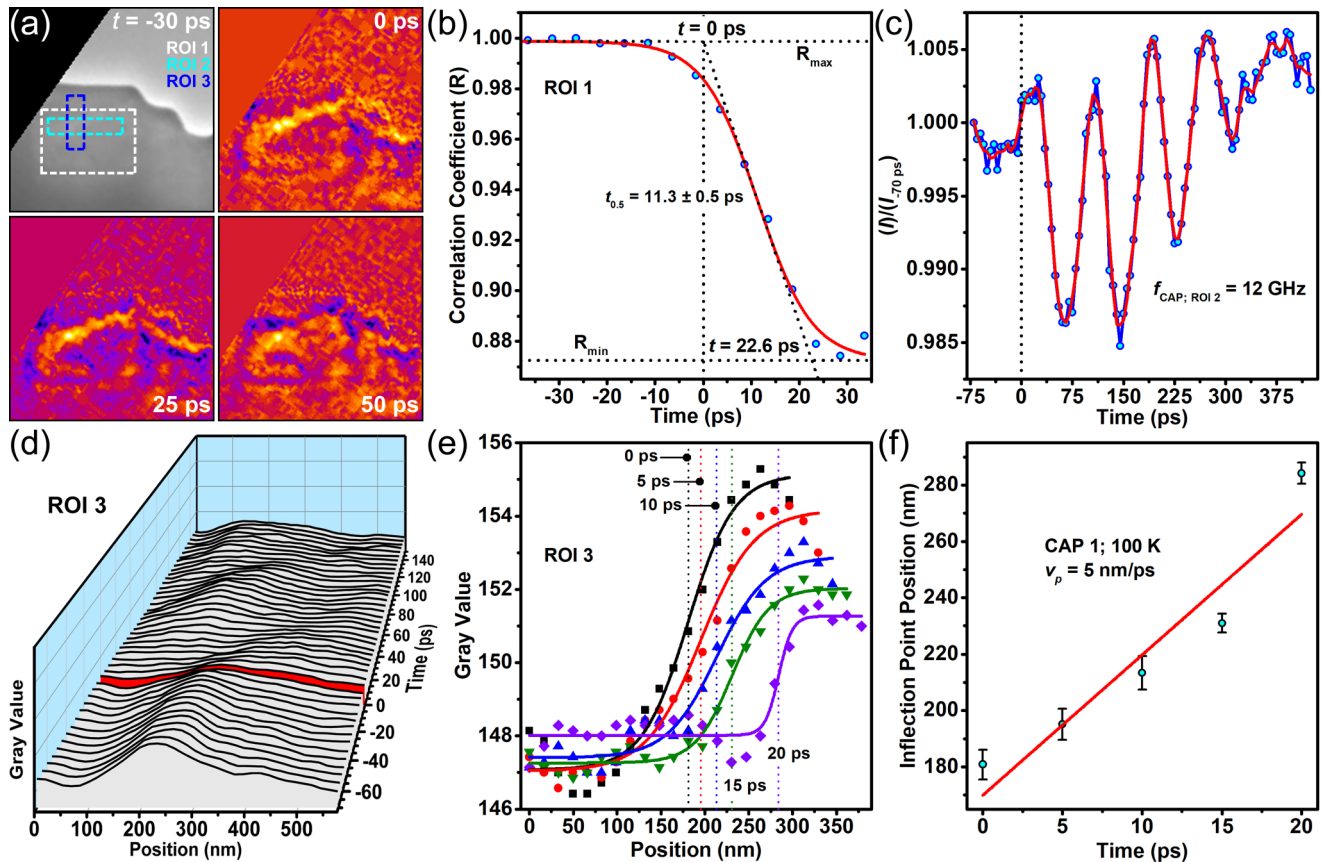 (a)
t = -30 ps
ROI 1
ROI 2
ROI 3
0 ps
25 ps
50 ps
(b)
Correlation Coefficient (R)
1.00
0.98
0.96
0.94
0.92
0.90
0.88
t = 0 ps
Rmax
ROI 1
t0.5 = 11.3 ± 0.5 ps
Rmin
t = 22.6 ps
-30 -20 -10 0 10 20 30
Time (ps)
(c)
(I)/(I-70 ps)
1.005
1.000
0.995
0.990
0.985
fCAP; ROI 2 = 12 GHz
-75 0 75 150 225 300 375
Time (ps)
(d)
ROI 3
Gray Value
140
120
100
80
60
40
20
0
-20
-40
-60
Time (ps)
0 100 200 300 400 500
Position (nm)
(e)
Gray Value
156
154
152
150
148
146
0 ps
5 ps
10 ps
ROI 3
20 ps
15 ps
0 50 100 150 200 250 300 350
Position (nm)
(f)
Inflection Point Position (nm)
280
260
240
220
200
180
CAP 1; 100 K
vp = 5 nm/ps
0 5 10 15 20
Time (ps)